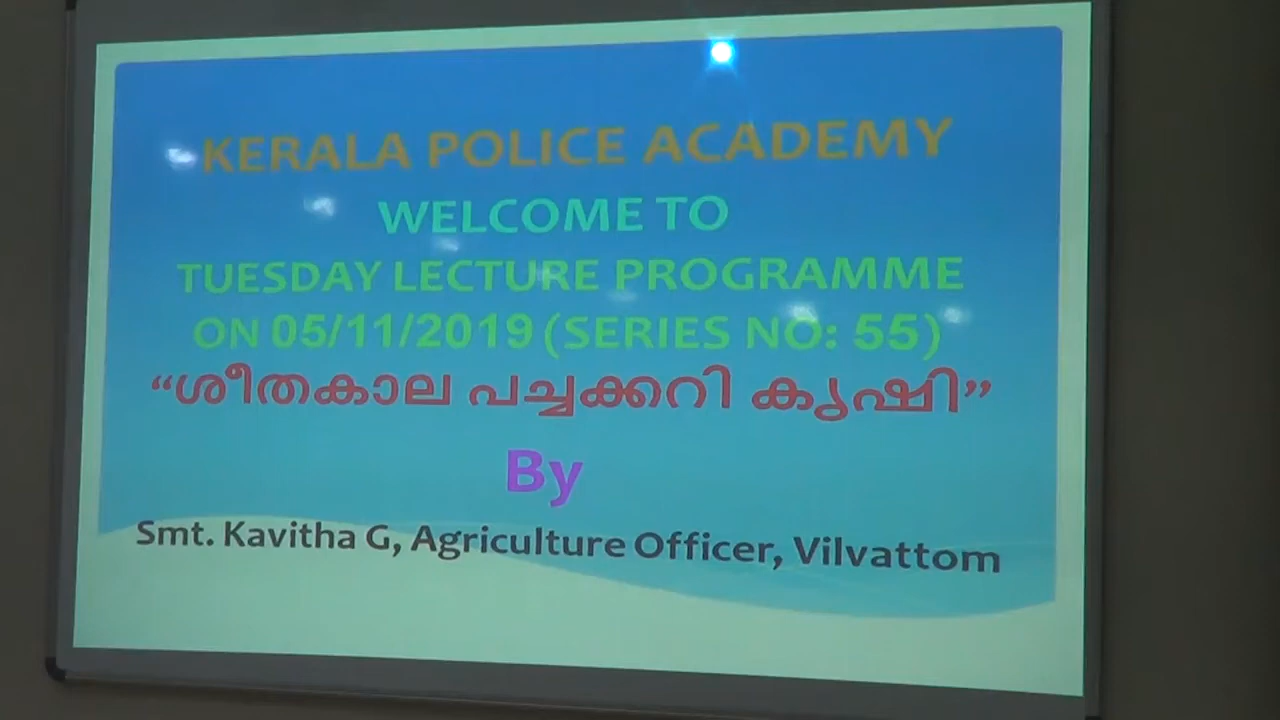 KERALA POLICE ACADEMY
WELCOME TO
TUESDAY LECTURE PROGRAMME
ON 05/11/2019 (SERIES NO: 55)
“ശീതകാല പച്ചക്കറി കൃഷി”
By
Smt. Kavitha G, Agriculture Officer, Vilvattom